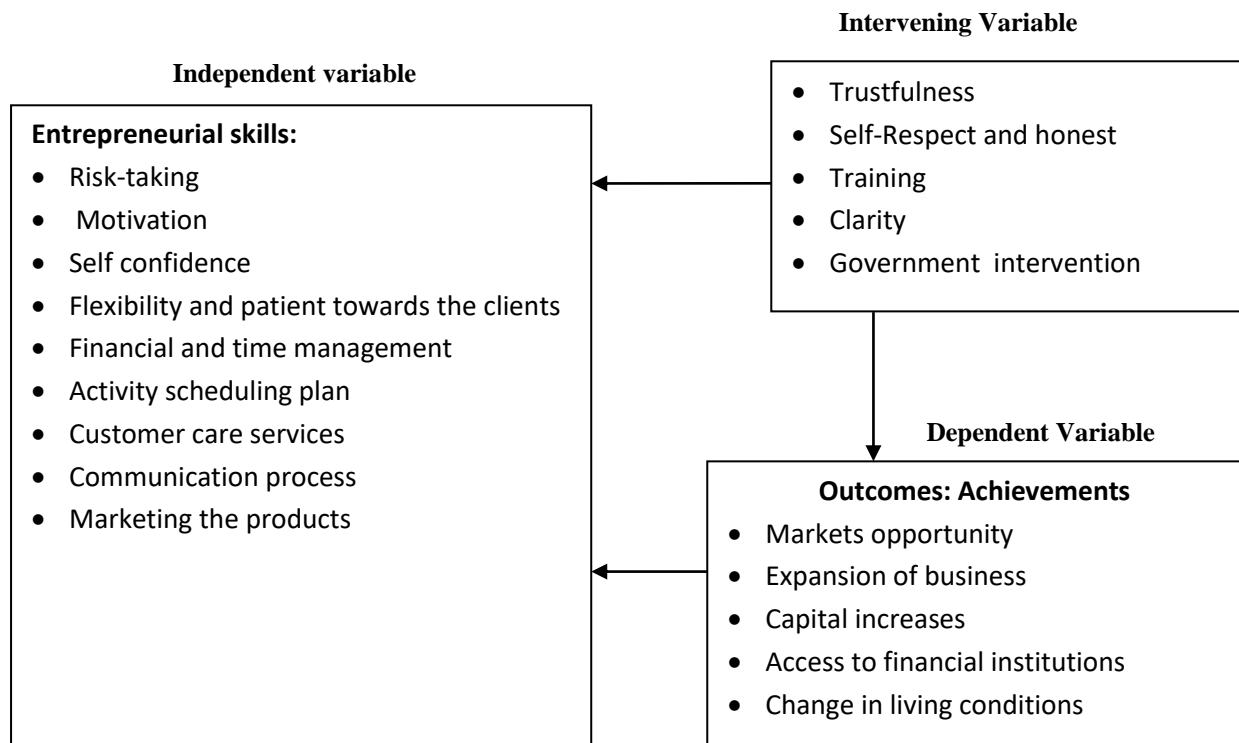 Intervening Variable
Independent variable
Entrepreneurial skills:
• Risk-taking
• Motivation
• Self confidence
• Flexibility and patient towards the clients
• Financial and time management
• Activity scheduling plan
• Customer care services
• Communication process
• Marketing the products
• Trustfulness
• Self-Respect and honest
• Training
• Clarity
• Government intervention
Dependent Variable
Outcomes: Achievements
• Markets opportunity
• Expansion of business
• Capital increases
• Access to financial institutions
• Change in living conditions